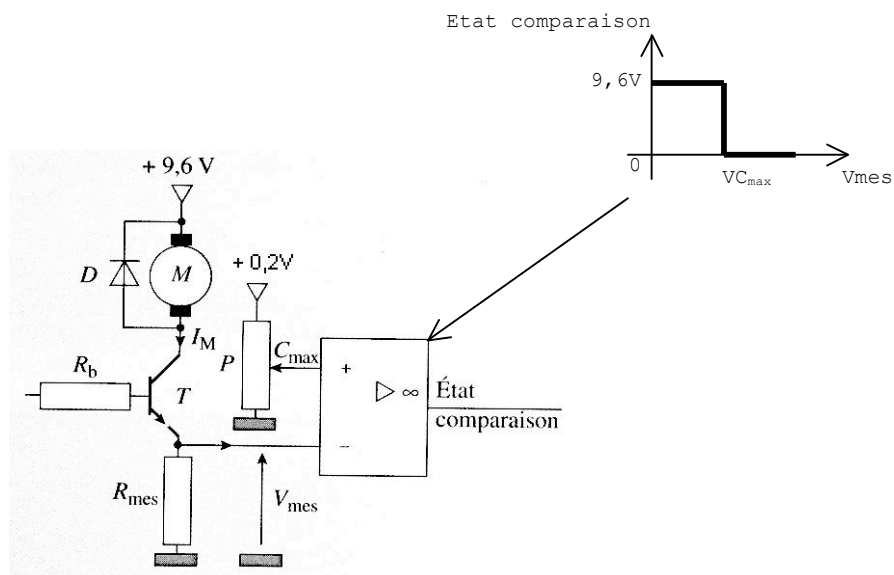 Etat comparaison
9,6V
0
VCmax
Vmes
+ 9,6 V
D
M
+ 0,2V
IM
P
Cmax
Rb
T
+
▷ ∞
État
comparaison
−
Rmes
Vmes